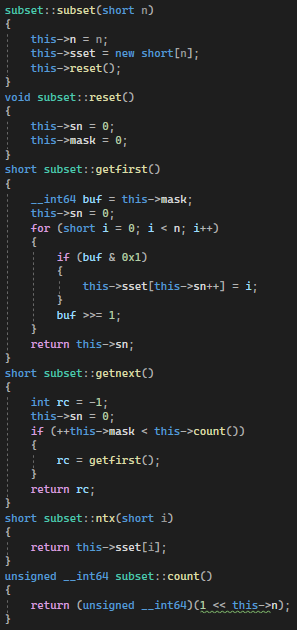 subset::subset(short n)
{
    this->n = n;
    this->sset = new short[n];
    this->reset();
}
void subset::reset()
{
    this->sn = 0;
    this->mask = 0;
}
short subset::getfirst()
{
    __int64 buf = this->mask;
    this->sn = 0;
    for (short i = 0; i < n; i++)
    {
        if (buf & 0x1)
        {
            this->sset[this->sn++] = i;
        }
        buf >>= 1;
    }
    return this->sn;
}
short subset::getnext()
{
    int rc = -1;
    this->sn = 0;
    if (++this->mask < this->count())
    {
        rc = getfirst();
    }
    return rc;
}
short subset::ntx(short i)
{
    return this->sset[i];
}
unsigned __int64 subset::count()
{
    return (unsigned __int64)(1 << this->n);
}